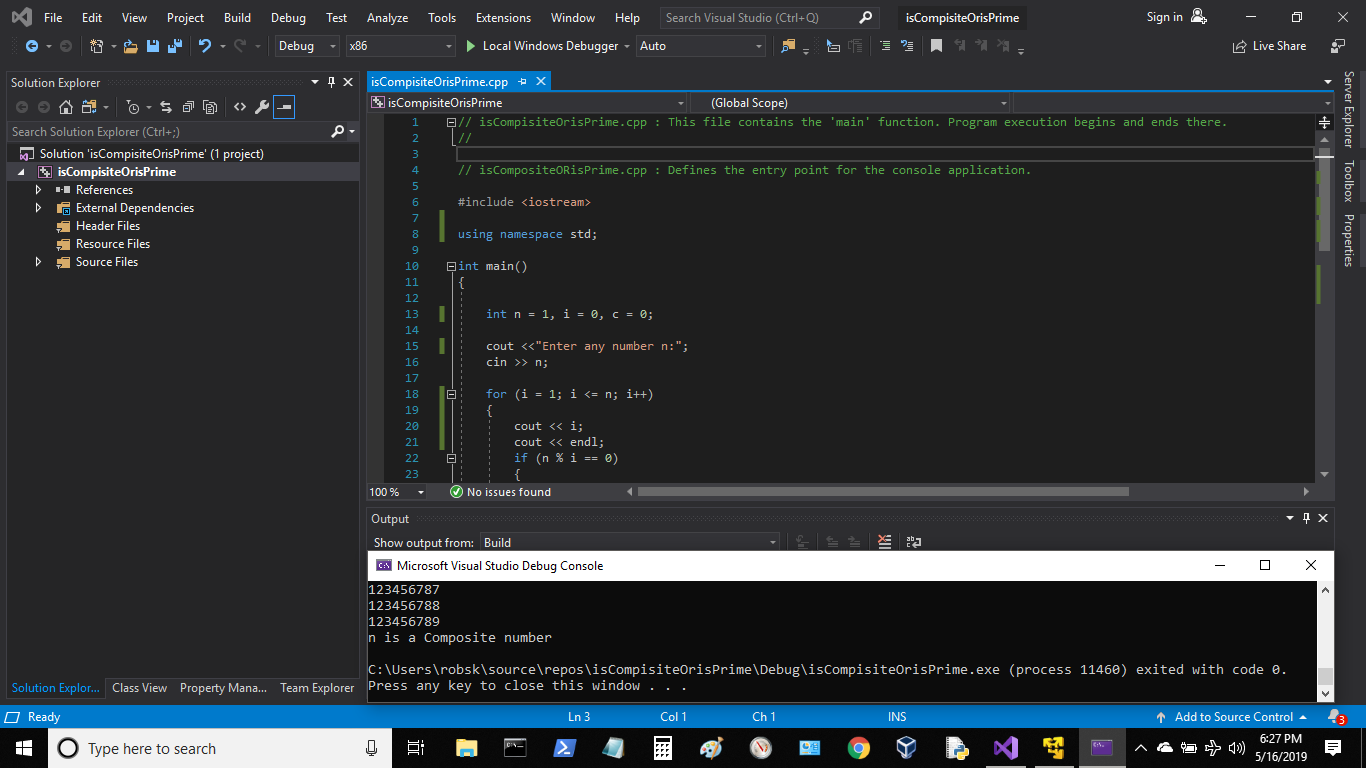 File Edit View Project Build Debug Test Analyze Tools Extensions Window Help Search Visual Studio (Ctrl+Q) isCompisiteOrisPrime Sign in
Debug x86 Local Windows Debugger Auto Live Share
Solution Explorer
Search Solution Explorer (Ctrl+;)
Solution 'isCompisiteOrisPrime' (1 project)
isCompisiteOrisPrime
References
External Dependencies
Header Files
Resource Files
Source Files
Solution Explor... Class View Property Mana... Team Explorer
isCompisiteOrisPrime.cpp
isCompisiteOrisPrime (Global Scope)
1 // isCompisiteOrisPrime.cpp : This file contains the 'main' function. Program execution begins and ends there.
2 //
3
4 // isCompositeORisPrime.cpp : Defines the entry point for the console application.
5
6 #include <iostream>
7
8 using namespace std;
9
10 int main()
11 {
12
13 int n = 1, i = 0, c = 0;
14
15 cout <<"Enter any number n:";
16 cin >> n;
17
18 for (i = 1; i <= n; i++)
19 {
20 cout << i;
21 cout << endl;
22 if (n % i == 0)
23 {
100 % No issues found
Server Explorer
Toolbox
Properties
Output
Show output from: Build
Microsoft Visual Studio Debug Console
123456787
123456788
123456789
n is a Composite number
C:\Users\robsk\source\repos\isCompisiteOrisPrime\Debug\isCompisiteOrisPrime.exe (process 11460) exited with code 0.
Press any key to close this window . . .
Ready Ln 3 Col 1 Ch 1 INS Add to Source Control 3
Type here to search 6:27 PM
5/16/2019